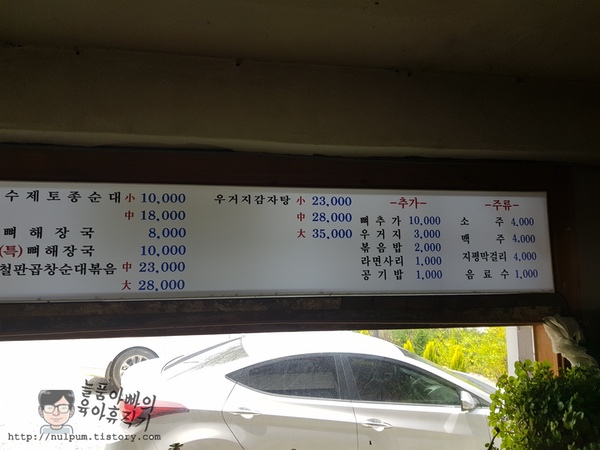 수제토종순대 小 10,000
中 18,000
뼈해장국 8,000
(특)뼈해장국 10,000
철판곱창순대볶음 中 23,000
大 28,000
우거지감자탕 小 23,000
中 28,000
大 35,000
-추가-
뼈추가 10,000
우거지 3,000
볶음밥 2,000
라면사리 1,000
공기밥 1,000
-주류-
소주 4,000
맥주 4,000
지평막걸리 4,000
음료수 1,000
늘품아빠의
육아휴직기
http://nulpum.tistory.com